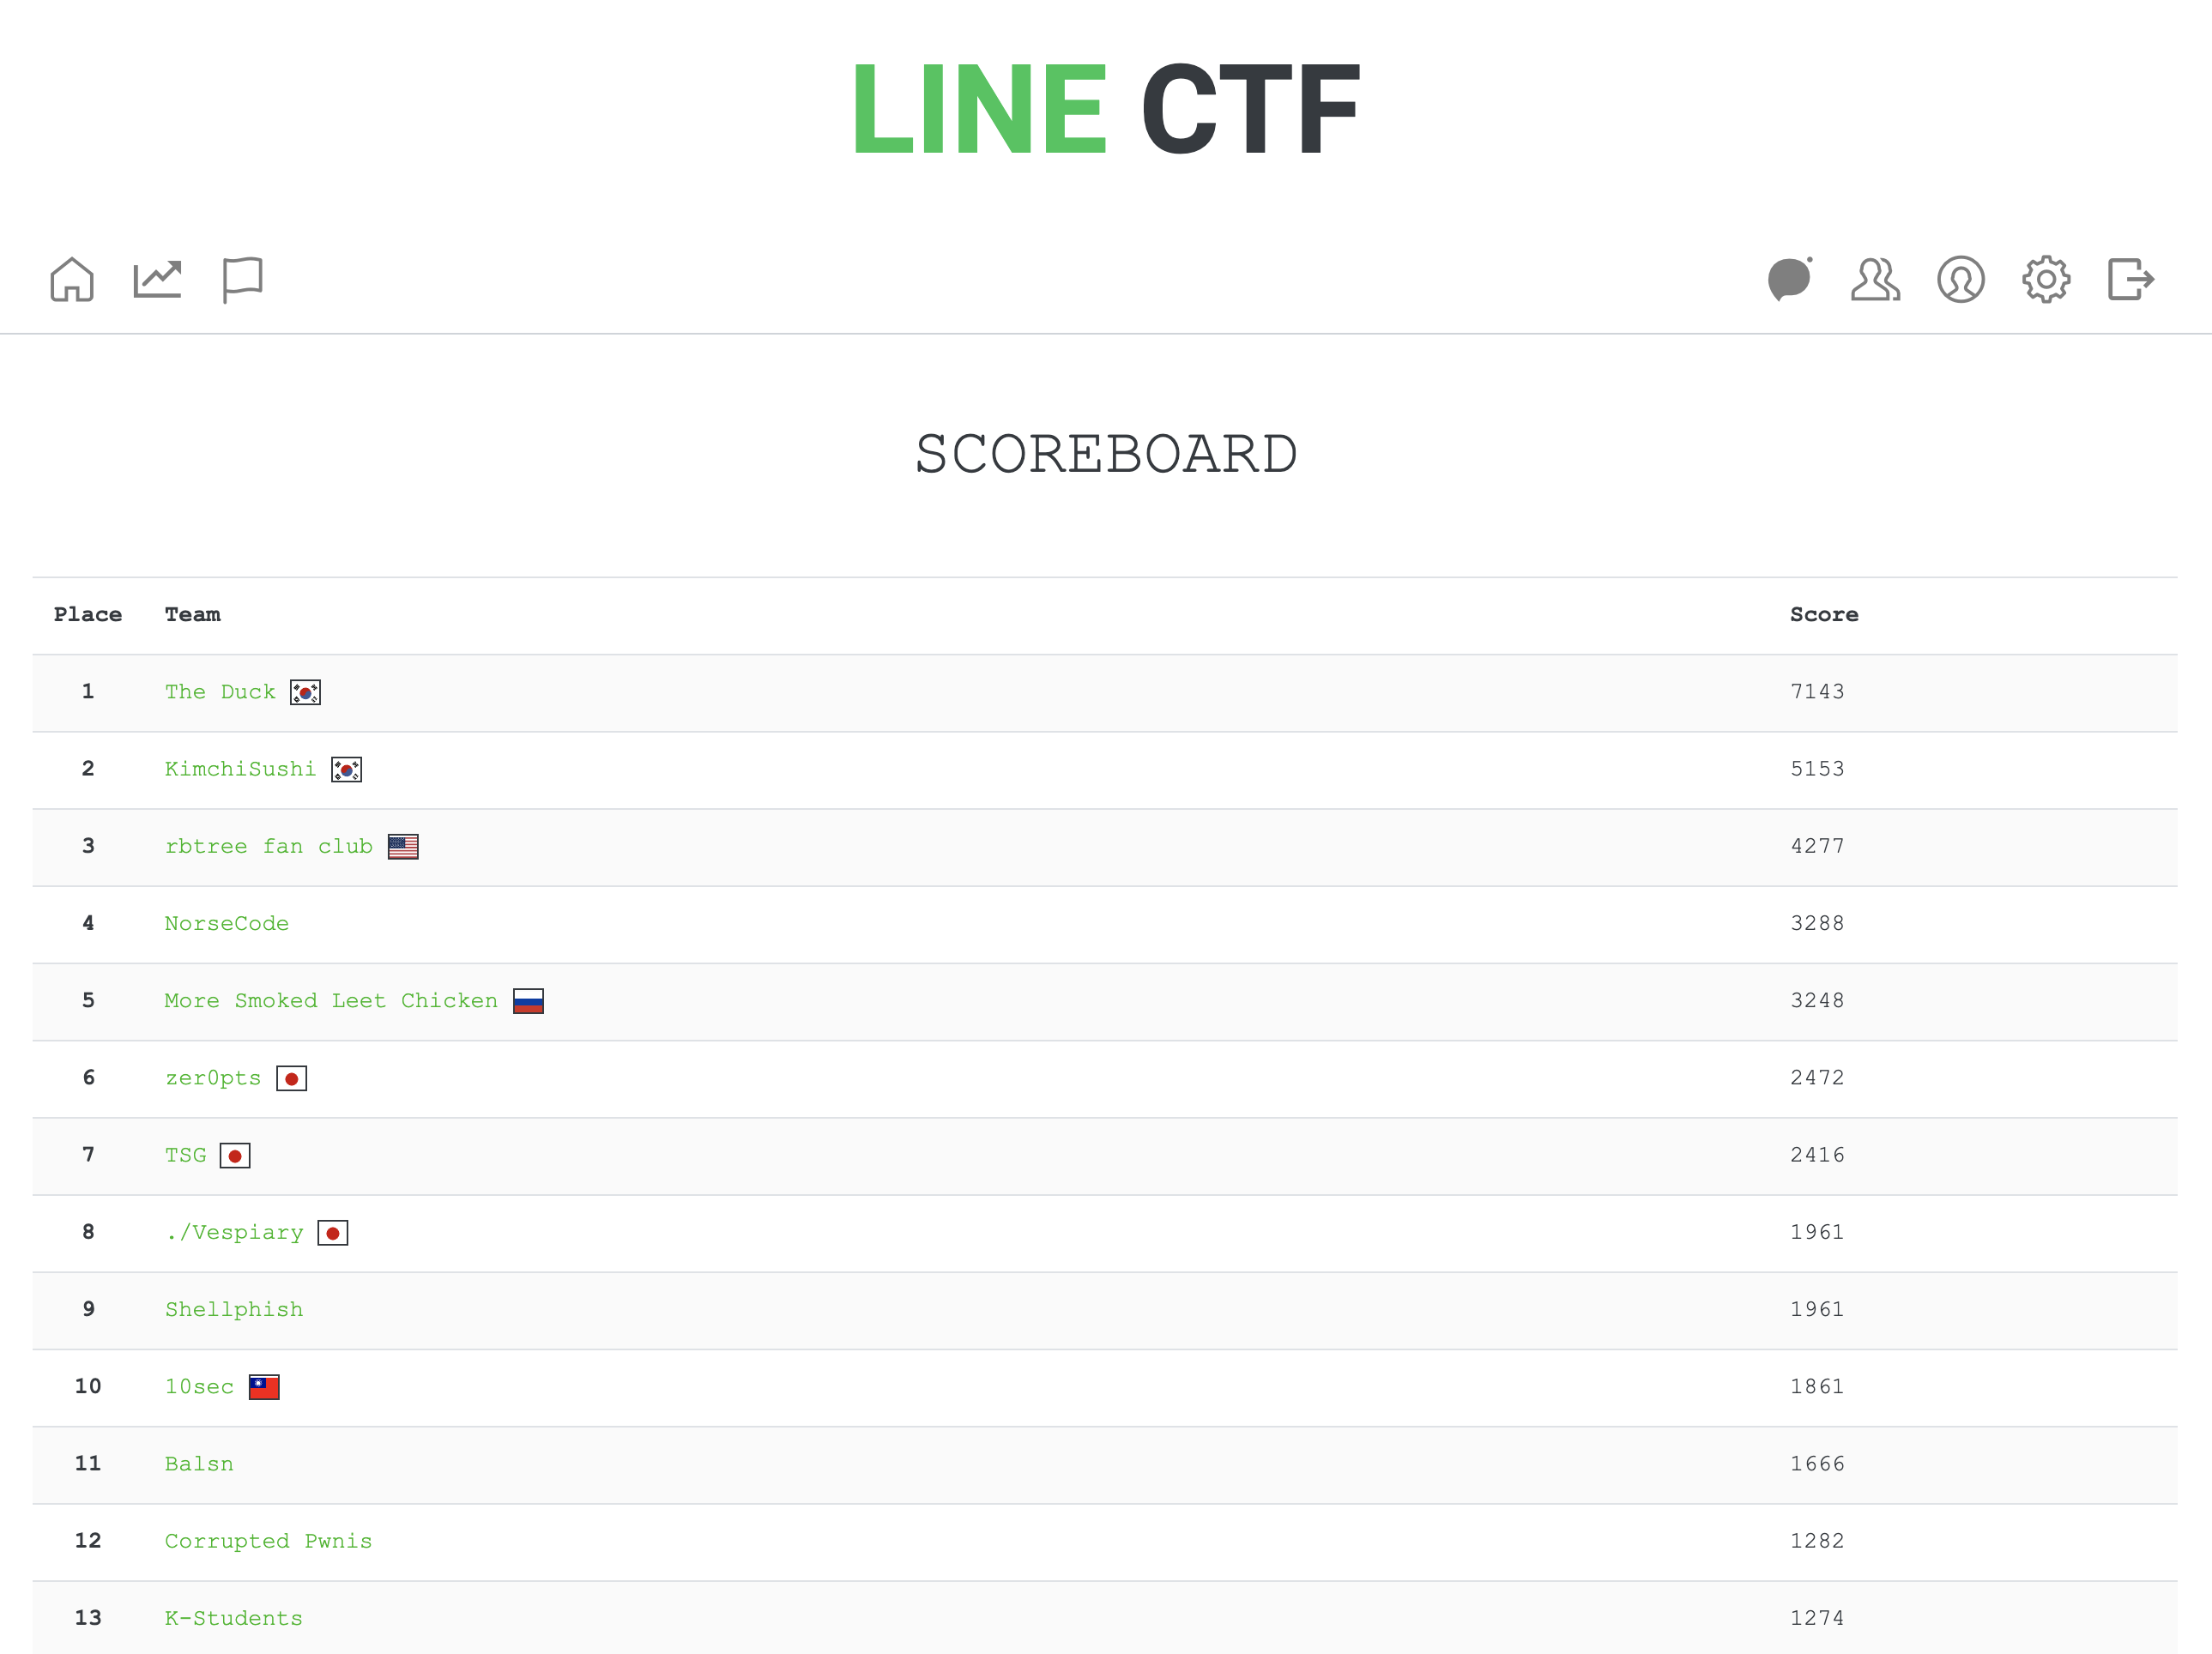 LINE CTF
SCOREBOARD
Place Team Score
1 The Duck 7143
2 KimchiSushi 5153
3 rbtree fan club 4277
4 NorseCode 3288
5 More Smoked Leet Chicken 3248
6 zer0pts 2472
7 TSG 2416
8 ./Vespiary 1961
9 Shellphish 1961
10 10sec 1861
11 Balsn 1666
12 Corrupted Pwnis 1282
13 K-Students 1274